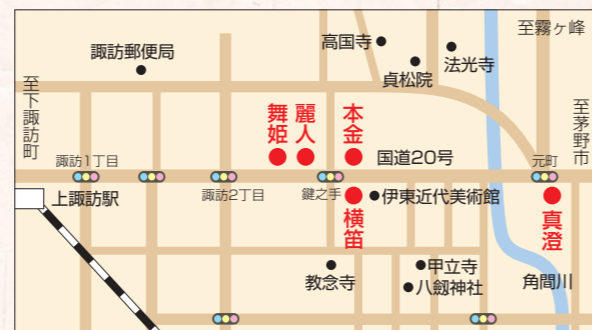 至霧ヶ峰
高国寺
法光寺
諏訪郵便局
貞松院
至下諏訪町
舞姫
麗人
本金
国道20号
至茅野市
諏訪1丁目
元町
上諏訪駅
諏訪2丁目
鍵之手
横笛
伊東近代美術館
真澄
教念寺
甲立寺
八劔神社
角間川